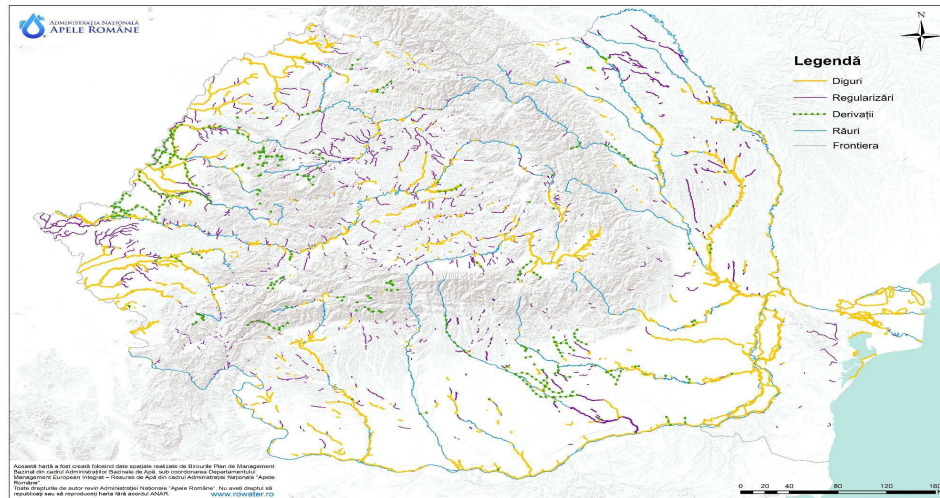 ADMINISTRAȚIA NAȚIONALĂ
APELE ROMÂNE
N
Legendă
Diguri
Regularizări
Derivații
Râuri
Frontiera
Această hartă a fost creată folosind date spațiale realizate de Birourile Plan de Management
Bazinal din cadrul Administrațiilor Bazinale de Apă, sub coordonarea Departamentului
Management European Integrat – Resurse de Apă din cadrul Administrației Naționale "Apele
Române".
Toate drepturile de autor revin Administrației Naționale "Apele Române". Nu aveți dreptul să
republicați sau să reproduceți harta fără acordul ANAR.
www.rowater.ro
0 20 40 80 120 160